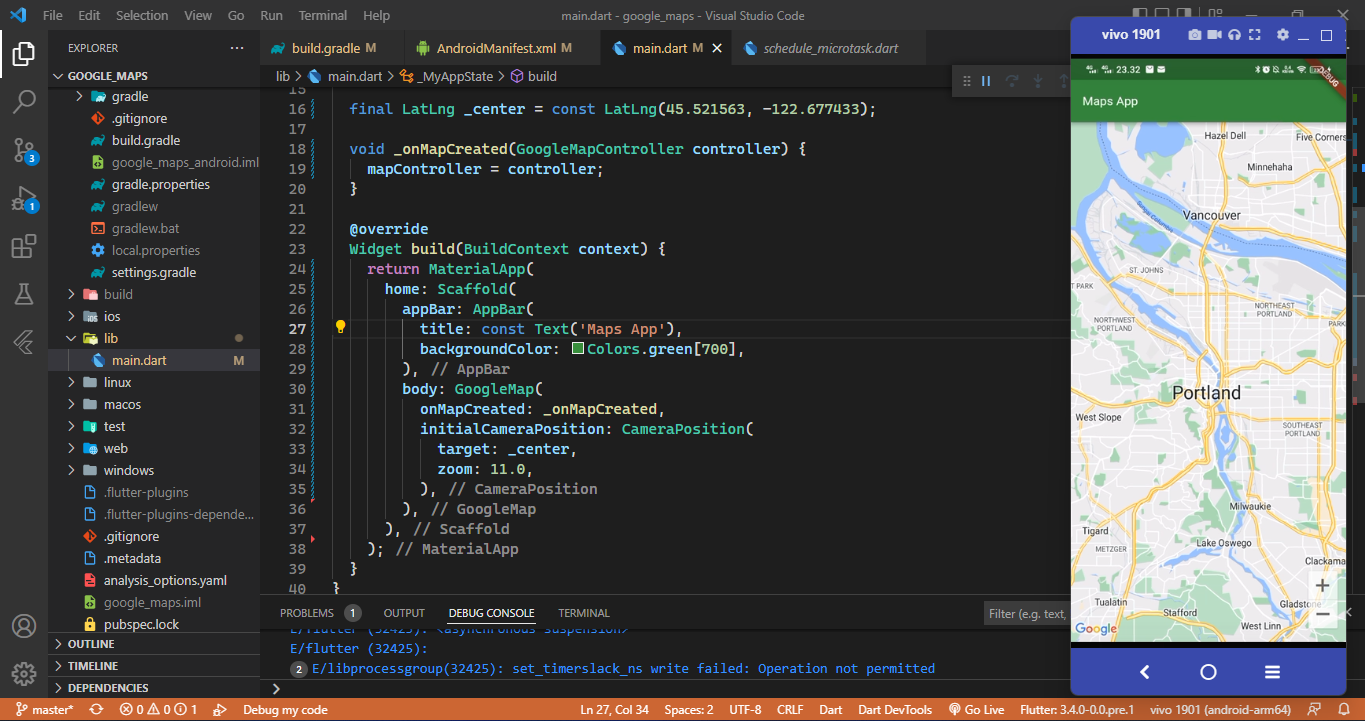 File Edit Selection View Go Run Terminal Help
main.dart - google_maps - Visual Studio Code
EXPLORER
GOOGLE_MAPS
gradle
.gitignore
build.gradle
google_maps_android.iml
gradle.properties
gradlew
gradlew.bat
local.properties
settings.gradle
build
ios
lib
main.dart M
linux
macos
test
web
windows
.flutter-plugins
.flutter-plugins-depende...
.gitignore
.metadata
analysis_options.yaml
google_maps.iml
pubspec.lock
OUTLINE
TIMELINE
DEPENDENCIES
3
1
build.gradle M
AndroidManifest.xml M
main.dart M
schedule_microtask.dart
lib > main.dart > _MyAppState > build
15
16 final LatLng _center = const LatLng(45.521563, -122.677433);
17
18 void _onMapCreated(GoogleMapController controller) {
19 mapController = controller;
20 }
21
22 @override
23 Widget build(BuildContext context) {
24 return MaterialApp(
25 home: Scaffold(
26 appBar: AppBar(
27 title: const Text('Maps App'),
28 backgroundColor: Colors.green[700],
29 ), // AppBar
30 body: GoogleMap(
31 onMapCreated: _onMapCreated,
32 initialCameraPosition: CameraPosition(
33 target: _center,
34 zoom: 11.0,
35 ), // CameraPosition
36 ), // GoogleMap
37 ), // Scaffold
38 ); // MaterialApp
39 }
40 }
PROBLEMS 1 OUTPUT DEBUG CONSOLE TERMINAL
Filter (e.g. text,
E/flutter (32425): <asynchronous suspension>
E/flutter (32425):
2 E/libprocessgroup(32425): set_timerslack_ns write failed: Operation not permitted
vivo 1901
23.32
DEBUG
Maps App
Hazel Dell
Five Corners
Minnehaha
Vancouver
Sungai Columbia
ST. JOHNS
T PARK
NORTHEAST
PORTLAND
NORTHWEST
PORTLAND
PARKR
Portland
West Slope
SOUTHEAST
PORTLAND
Milwaukie
Tigard
METZGER
Lake Oswego
Clackama
Tualatin
Stafford
Gladstone
West Linn
Google
master* 0 0 1 Debug my code
Ln 27, Col 34 Spaces: 2 UTF-8 CRLF Dart Dart DevTools Go Live Flutter: 3.4.0-0.0.pre.1 vivo 1901 (android-arm64)